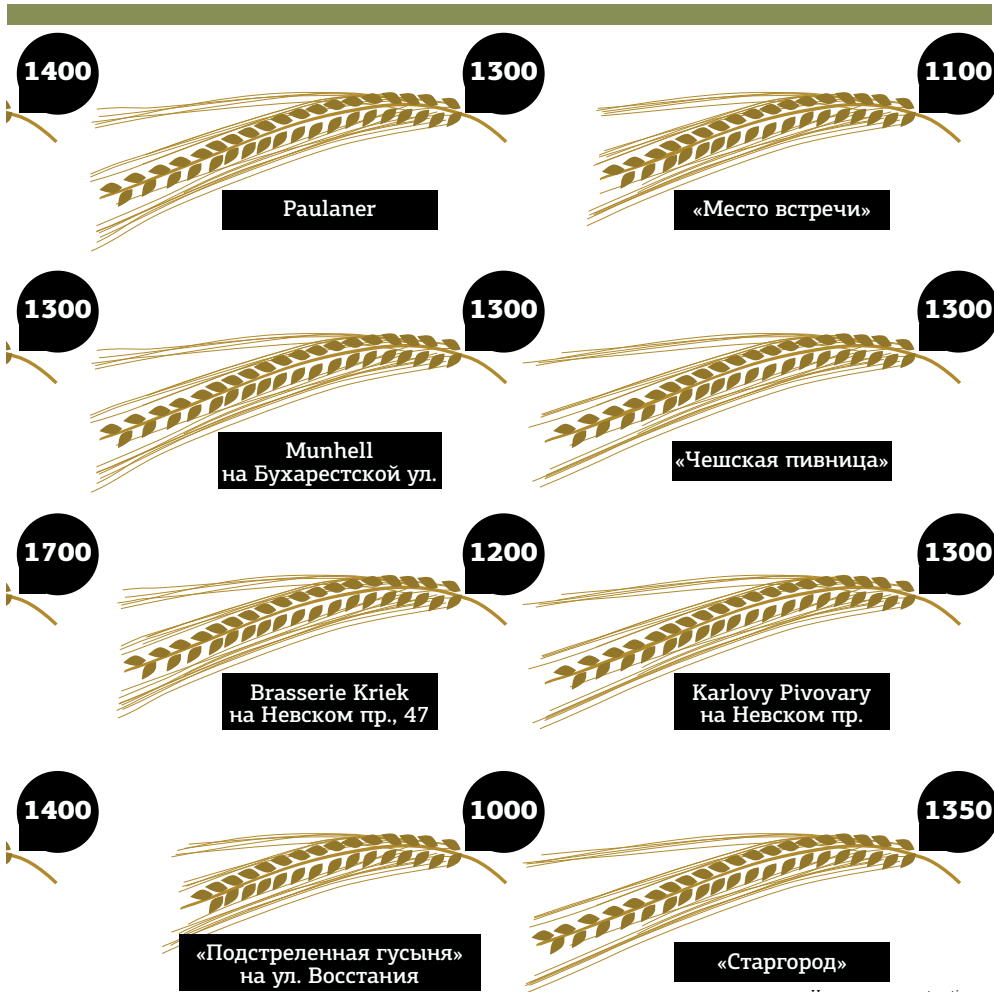 1400
1300
1100
Paulaner
«Место встречи»
1300
1300
1300
Munhell
на Бухарестской ул.
«Чешская пивница»
1700
1200
1300
Brasserie Kriek
на Невском пр., 47
Karlovy Pivovary
на Невском пр.
1400
1000
1350
«Подстреленная гусыня»
на ул. Восстания
«Старгород»